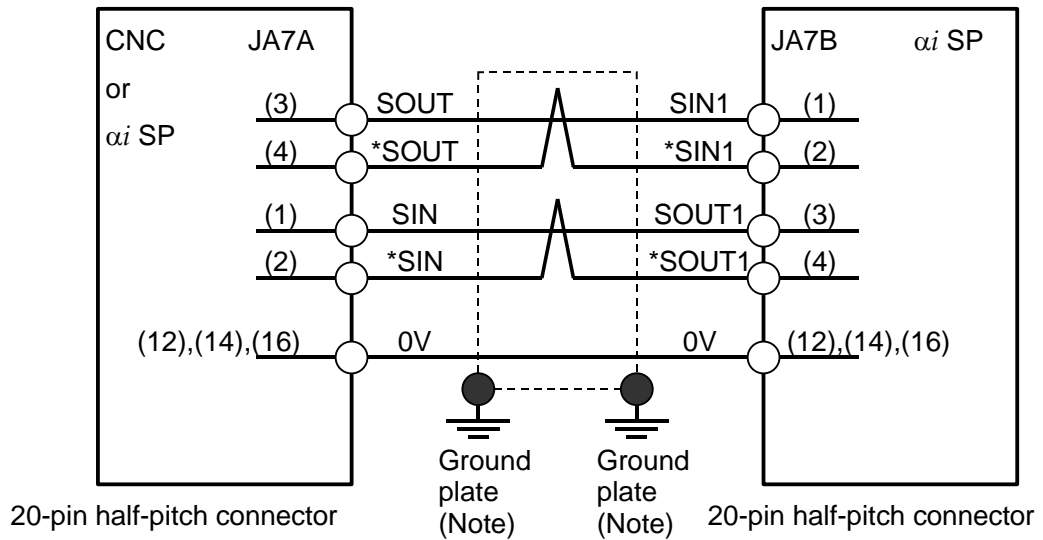 CNC JA7A
or
αi SP
(3) SOUT SIN1 (1)
(4) *SOUT *SIN1 (2)
(1) SIN SOUT1 (3)
(2) *SIN *SOUT1 (4)
(12),(14),(16) 0V 0V (12),(14),(16)
JA7B αi SP
Ground
plate
(Note)
Ground
plate
(Note)
20-pin half-pitch connector
20-pin half-pitch connector